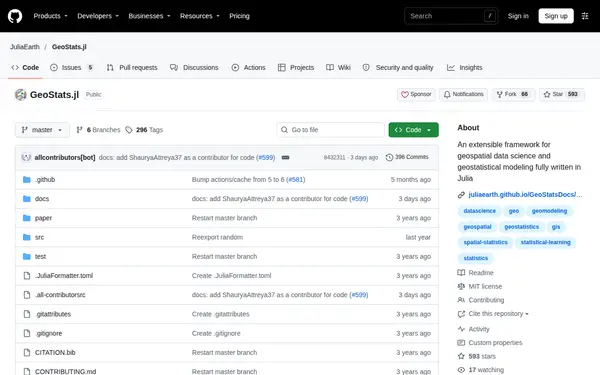 Products Developers Businesses Resources Pricing Search / Sign in Sign up
JuliaEarth / GeoStats.jl
Code Issues 5 Pull requests Discussions Actions Projects Wiki Security and quality Insights
GeoStats.jl Public Sponsor Notifications Fork 66 Star 593
master 6 Branches 296 Tags Go to file Code
allcontributors[bot] docs: add ShauryaAttreya37 as a contributor for code (#599) 8432311 · 3 days ago 396 Commits
.github Bump actions/cache from 5 to 6 (#581) 5 months ago
docs docs: add ShauryaAttreya37 as a contributor for code (#599) 3 days ago
paper Restart master branch 3 years ago
src Reexport random last year
test Restart master branch 3 years ago
.JuliaFormatter.toml Create .JuliaFormatter.toml 3 years ago
.all-contributorsrc docs: add ShauryaAttreya37 as a contributor for code (#599) 3 days ago
.gitattributes Create .gitattributes 3 years ago
.gitignore Create .gitignore 3 years ago
CITATION.bib Restart master branch 3 years ago
CONTRIBUTING.md Restart master branch 3 years ago
About
An extensible framework for
geospatial data science and
geostatistical modeling fully written in
Julia
juliaearth.github.io/GeoStatsDocs/...
datascience geo geomodeling
geospatial geostatistics gis
spatial-statistics statistical-learning
statistics
Readme
MIT license
Contributing
Cite this repository
Activity
Custom properties
593 stars
17 watching